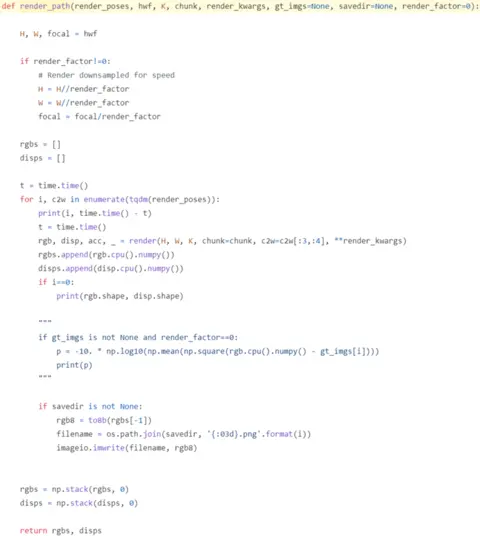 def render_path(render_poses, hwf, K, chunk, render_kwargs, gt_imgs=None, savedir=None, render_factor=0):
H, W, focal = hwf
if render_factor!=0:
# Render downsampled for speed
H = H//render_factor
W = W//render_factor
focal = focal/render_factor
rgbs = []
disps = []
t = time.time()
for i, c2w in enumerate(tqdm(render_poses)):
print(i, time.time() - t)
t = time.time()
rgb, disp, acc, _ = render(H, W, K, chunk=chunk, c2w=c2w[:3,:4], **render_kwargs)
rgbs.append(rgb.cpu().numpy())
disps.append(disp.cpu().numpy())
if i==0:
print(rgb.shape, disp.shape)
"""
if gt_imgs is not None and render_factor==0:
p = -10. * np.log10(np.mean(np.square(rgb.cpu().numpy() - gt_imgs[i])))
print(p)
"""
if savedir is not None:
rgb8 = to8b(rgbs[-1])
filename = os.path.join(savedir, '{:03d}.png'.format(i))
imageio.imwrite(filename, rgb8)
rgbs = np.stack(rgbs, 0)
disps = np.stack(disps, 0)
return rgbs, disps